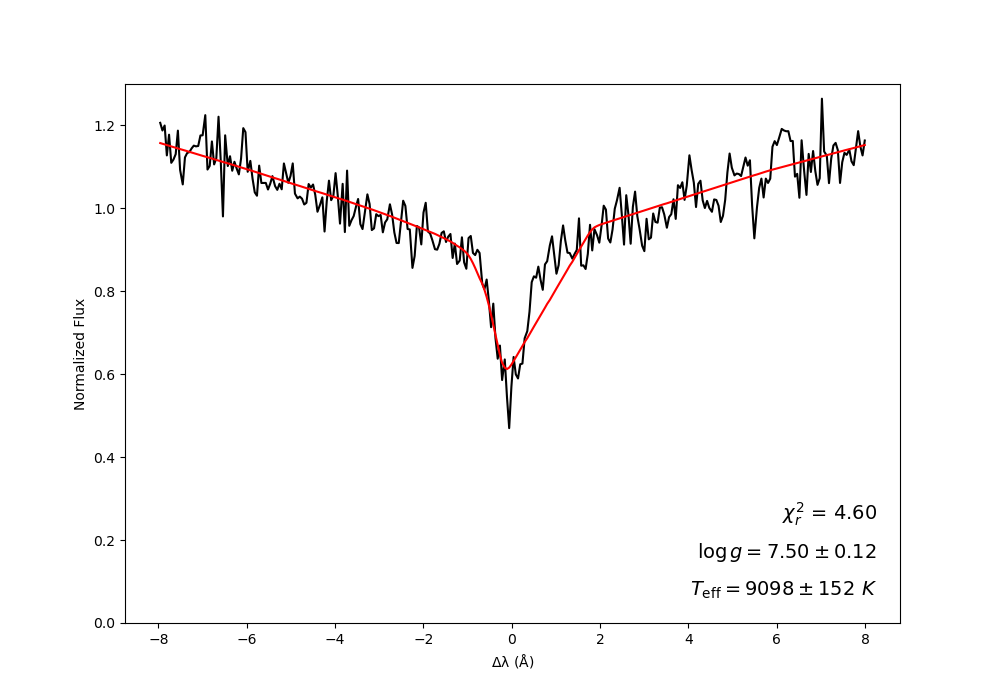 1.2
1.0
0.8
0.6
0.4
0.2
0.0
Normalized Flux
χ²ᵣ = 4.60
log g = 7.50 ± 0.12
T_eff = 9098 ± 152 K
−8 −6 −4 −2 0 2 4 6 8
Δλ (Å)